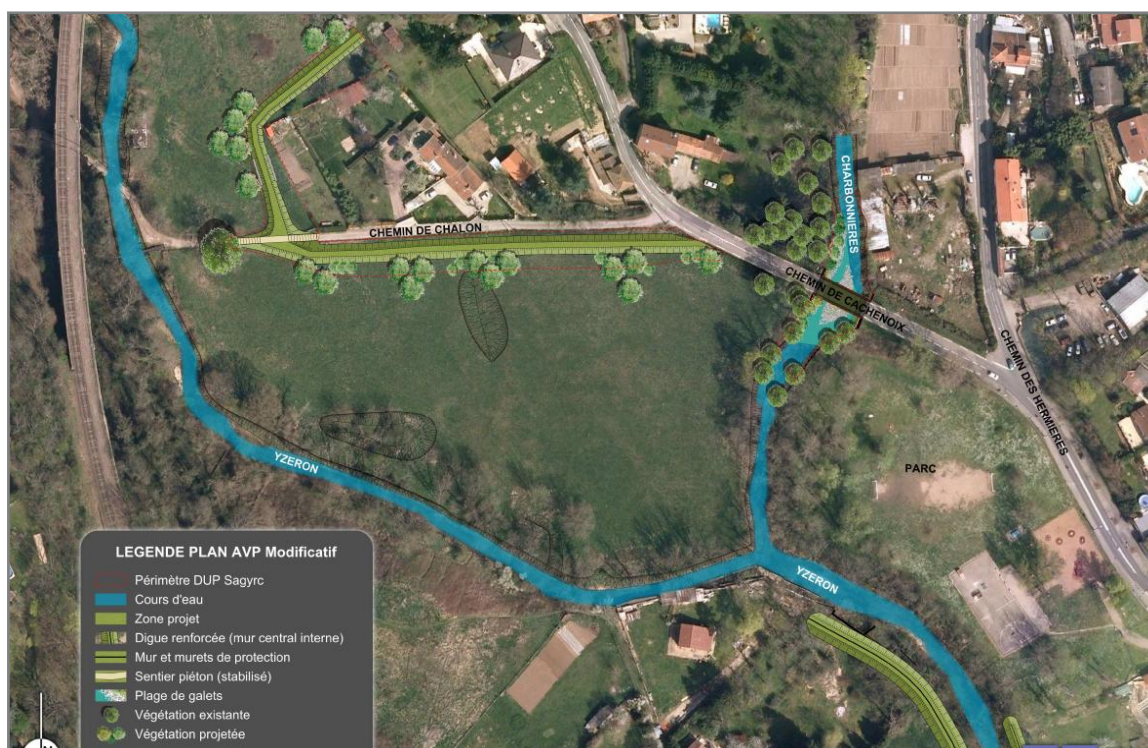 CHARBONNIERES
CHEMIN DE CHALON
CHEMIN DE CACHENOIX
CHEMIN DES HERMIERES
PARC
YZERON
YZERON
LEGENDE PLAN AVP Modificatif
Périmètre DUP Sagyrc
Cours d'eau
Zone projet
Digue renforcée (mur central interne)
Mur et murets de protection
Sentier piéton (stabilisé)
Plage de galets
Végétation existante
Végétation projetée
N